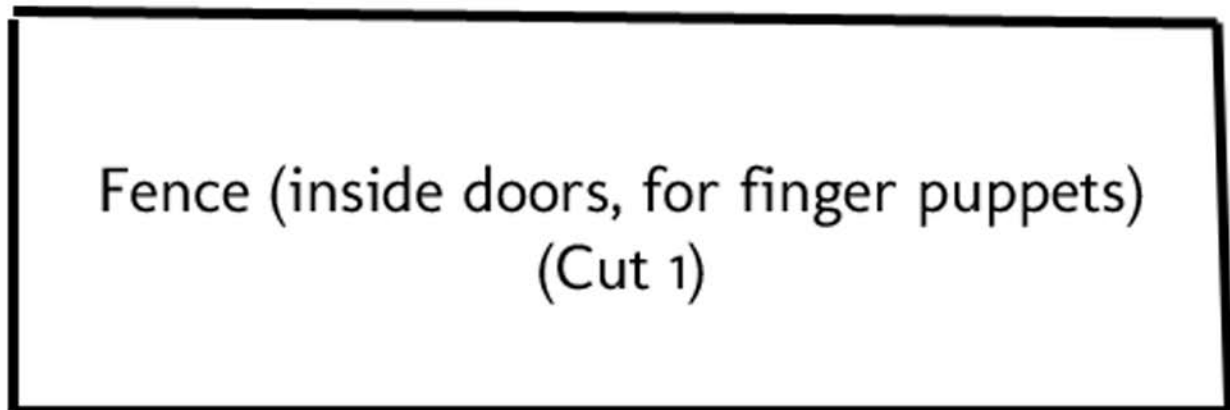 Fence (inside doors, for finger puppets)
(Cut 1)